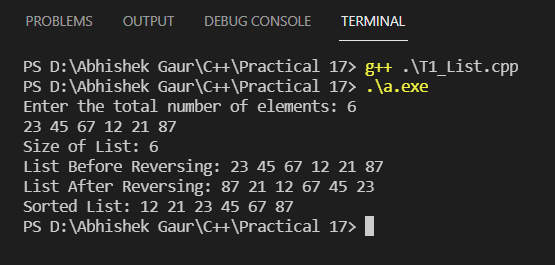 PROBLEMS OUTPUT DEBUG CONSOLE TERMINAL
PS D:\Abhishek Gaur\C++\Practical 17> g++ .\T1_List.cpp
PS D:\Abhishek Gaur\C++\Practical 17> .\a.exe
Enter the total number of elements: 6
23 45 67 12 21 87
Size of List: 6
List Before Reversing: 23 45 67 12 21 87
List After Reversing: 87 21 12 67 45 23
Sorted List: 12 21 23 45 67 87
PS D:\Abhishek Gaur\C++\Practical 17>